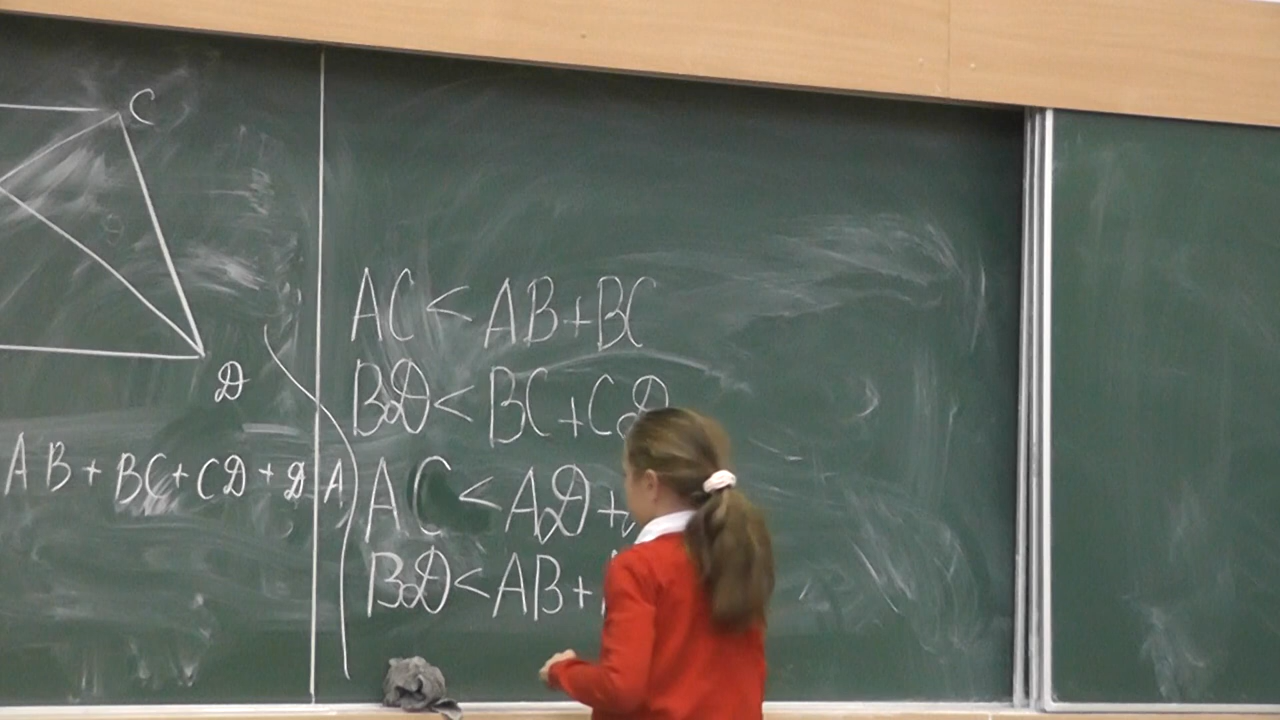 C
D
AB + BC + CD + DA
AC < AB + BC
BD < BC + CD
AC < AD +
BD < AB +